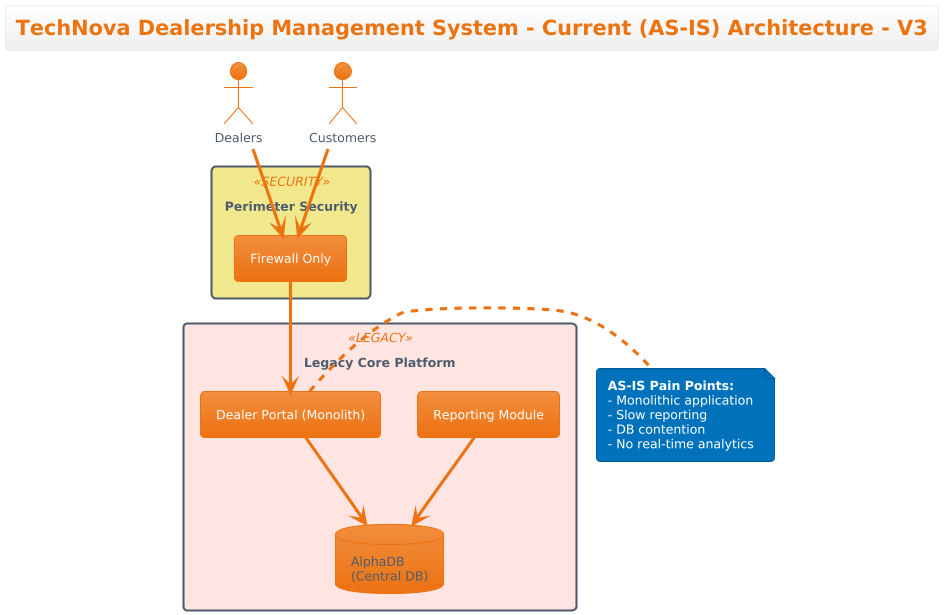 TechNova Dealership Management System - Current (AS-IS) Architecture - V3
Dealers
Customers
«SECURITY»
Perimeter Security
Firewall Only
«LEGACY»
Legacy Core Platform
Dealer Portal (Monolith)
Reporting Module
AS-IS Pain Points:
- Monolithic application
- Slow reporting
- DB contention
- No real-time analytics
AlphaDB
(Central DB)